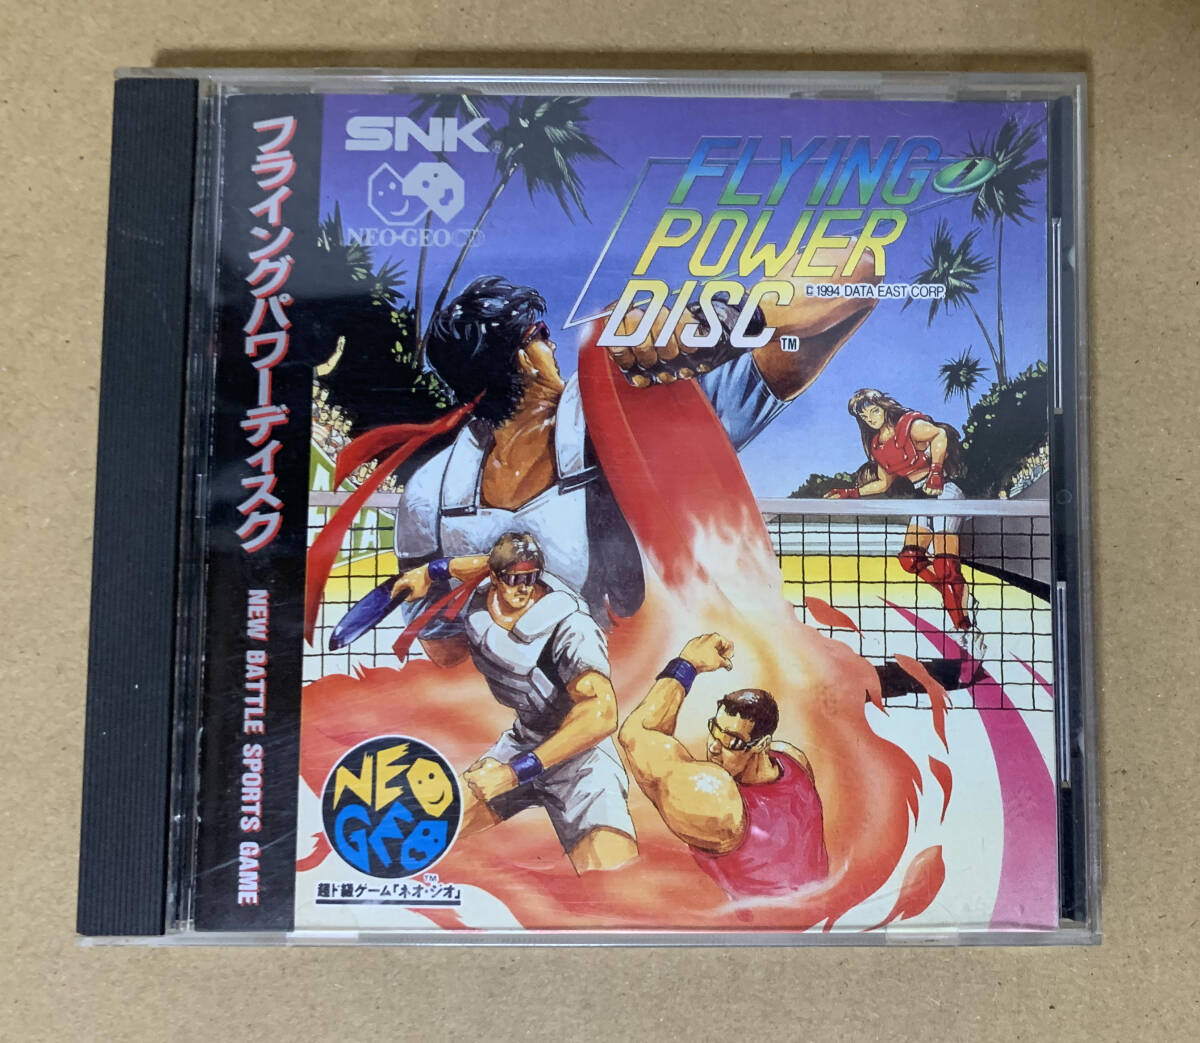 フライングパワーディスク
NEW BATTLE SPORTS GAME
SNK
NEO•GEO CD
FLYING
POWER
DISC TM
© 1994 DATA EAST CORP.
NEO
GEO
TM
超ド級ゲーム「ネオ・ジオ」